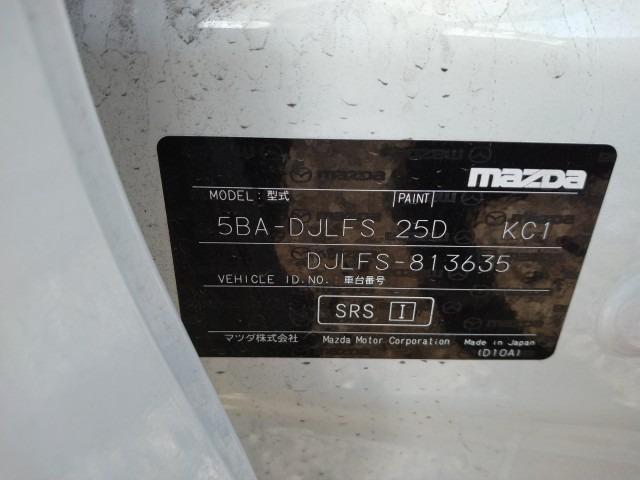 mazda
MODEL:型式 PAINT
5BA-DJLFS 25D KC1
DJLFS-813635
VEHICLE ID.NO.:車台番号
SRS I
マツダ株式会社 Mazda Motor Corporation Made in Japan
(D10A)